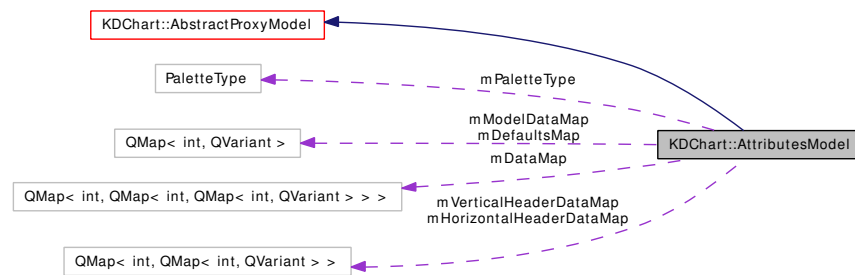 KDChart::AbstractProxyModel
PaletteType
mPaletteType
QMap< int, QVariant >
mModelDataMap
mDefaultsMap
KDChart::AttributesModel
mDataMap
QMap< int, QMap< int, QMap< int, QVariant > > >
mVerticalHeaderDataMap
mHorizontalHeaderDataMap
QMap< int, QMap< int, QVariant > >